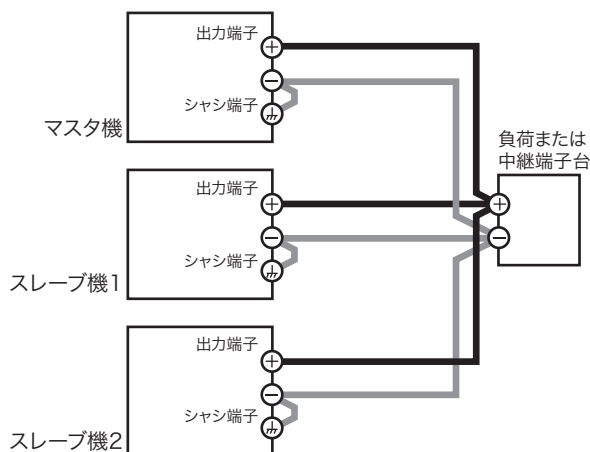 出力端子
＋
－
シャシ端子
マスタ機
負荷または
中継端子台
出力端子
＋
＋
－
－
シャシ端子
スレーブ機1
出力端子
＋
－
シャシ端子
スレーブ機2